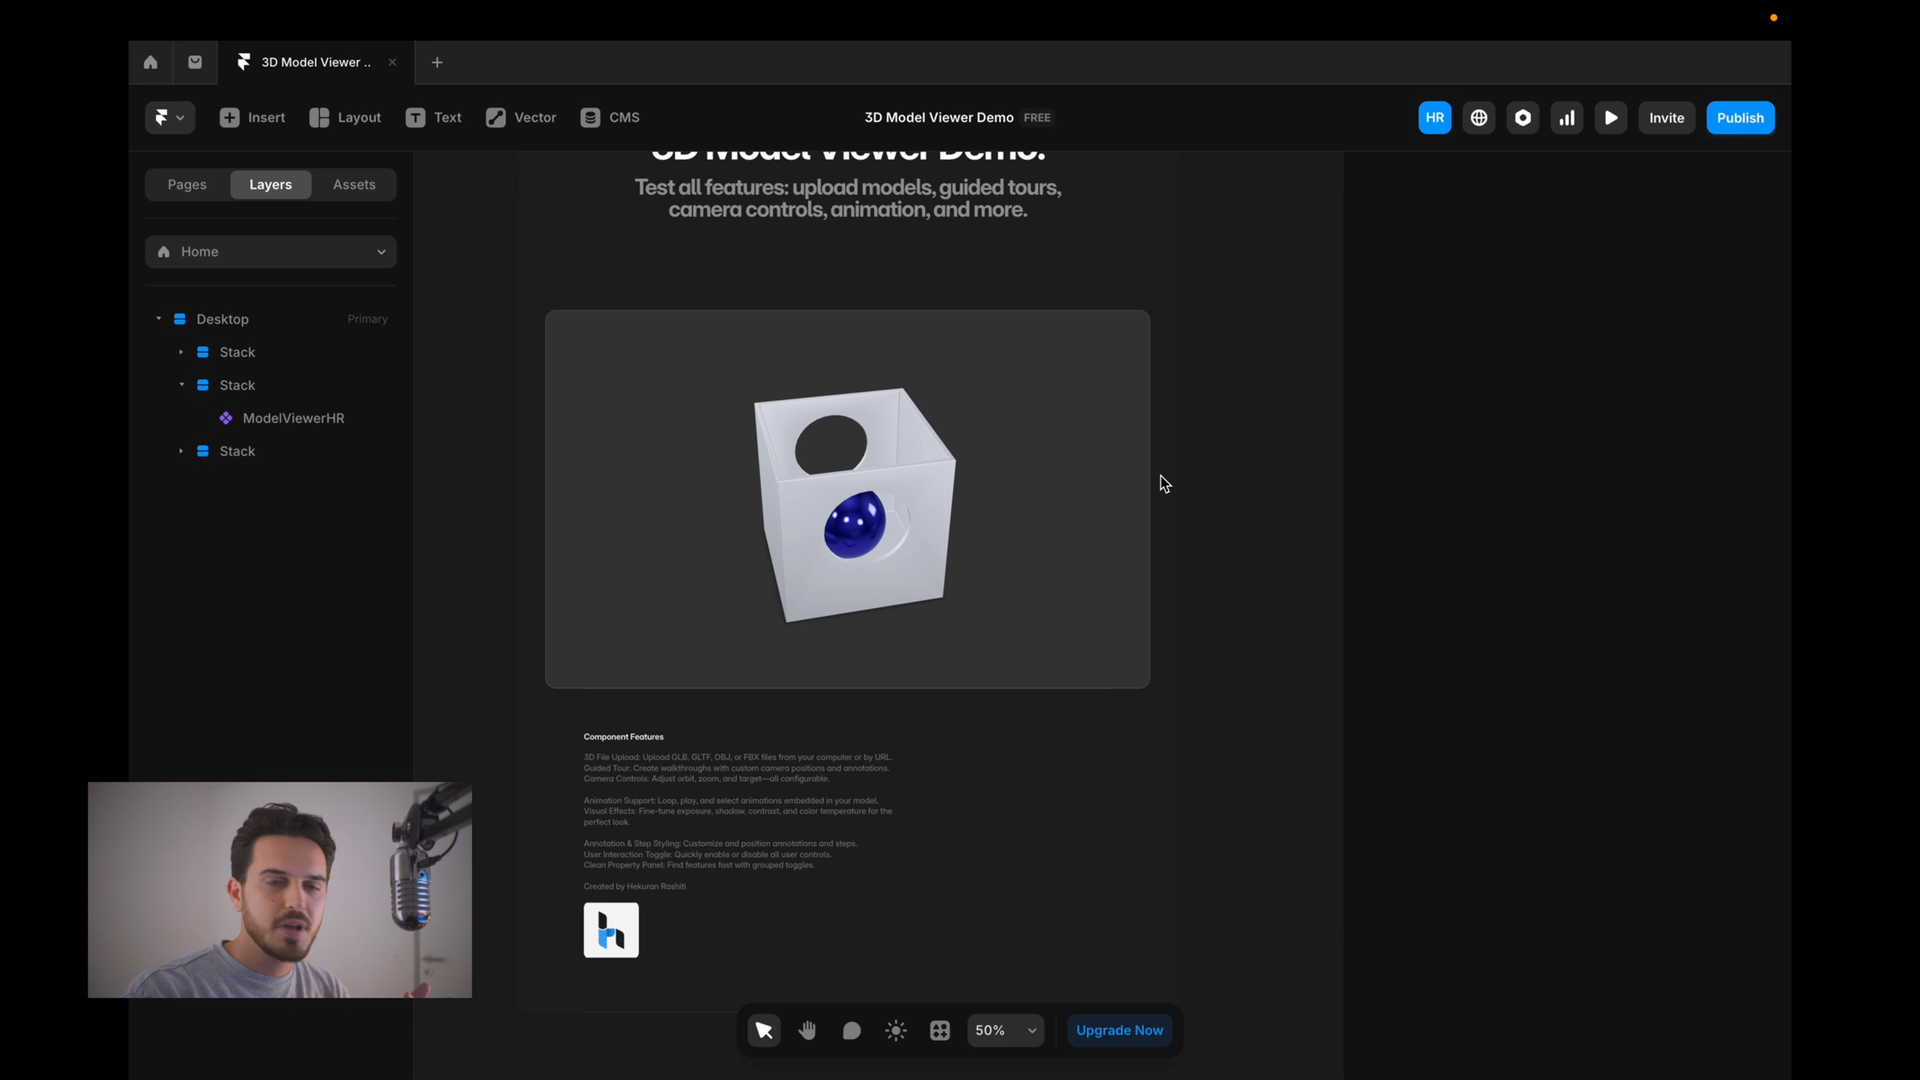 3D Model Viewer ..
Insert
Layout
Text
Vector
CMS
3D Model Viewer Demo FREE
HR
Invite
Publish
Pages
Layers
Assets
Home
Desktop
Primary
Stack
Stack
ModelViewerHR
Stack
3D Model Viewer Demo.
Test all features: upload models, guided tours,
camera controls, animation, and more.
Component Features
3D File Upload: Upload GLB, GLTF, OBJ, or FBX files from your computer or by URL.
Guided Tour: Create walkthroughs with custom camera positions and annotations.
Camera Controls: Adjust orbit, zoom, and target—all configurable.
Animation Support: Loop, play, and select animations embedded in your model.
Visual Effects: Fine-tune exposure, shadow, contrast, and color temperature for the
perfect look.
Annotation & Step Styling: Customize and position annotations and steps.
User Interaction Toggle: Quickly enable or disable all user controls.
Clean Property Panel: Find features fast with grouped toggles.
Created by Hekuran Rashiti
50%
Upgrade Now